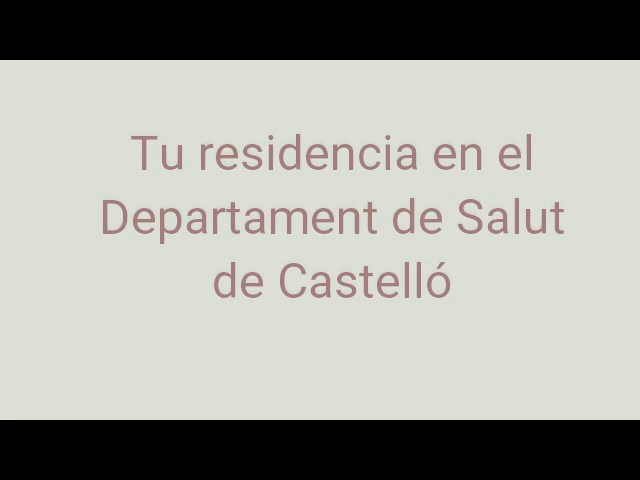 Tu residencia en el
Departament de Salut
de Castelló